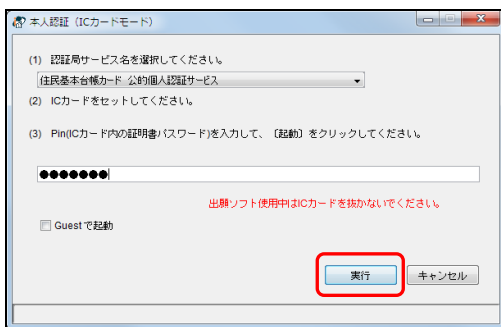 本人認証（ICカードモード）
(1) 認証局サービス名を選択してください。
住民基本台帳カード 公的個人認証サービス
(2) ICカードをセットしてください。
(3) Pin(ICカード内の証明書パスワード)を入力して、〔起動〕をクリックしてください。
●●●●●●●
出願ソフト使用中はICカードを抜かないでください。
Guestで起動
実行 キャンセル